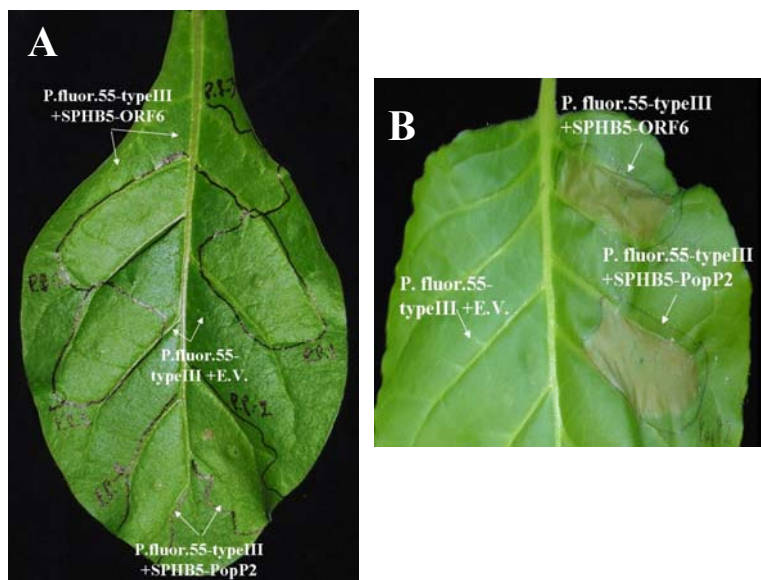 A
P.fluor.55-typeIII
+SPHB5-ORF6
P.fluor.55-
typeIII +E.V.
P.fluor.55-typeIII
+SPHB5-PopP2
B
P. fluor.55-typeIII
+SPHB5-ORF6
P. fluor.55-typeIII
+SPHB5-PopP2
P. fluor.55-
typeIII +E.V.